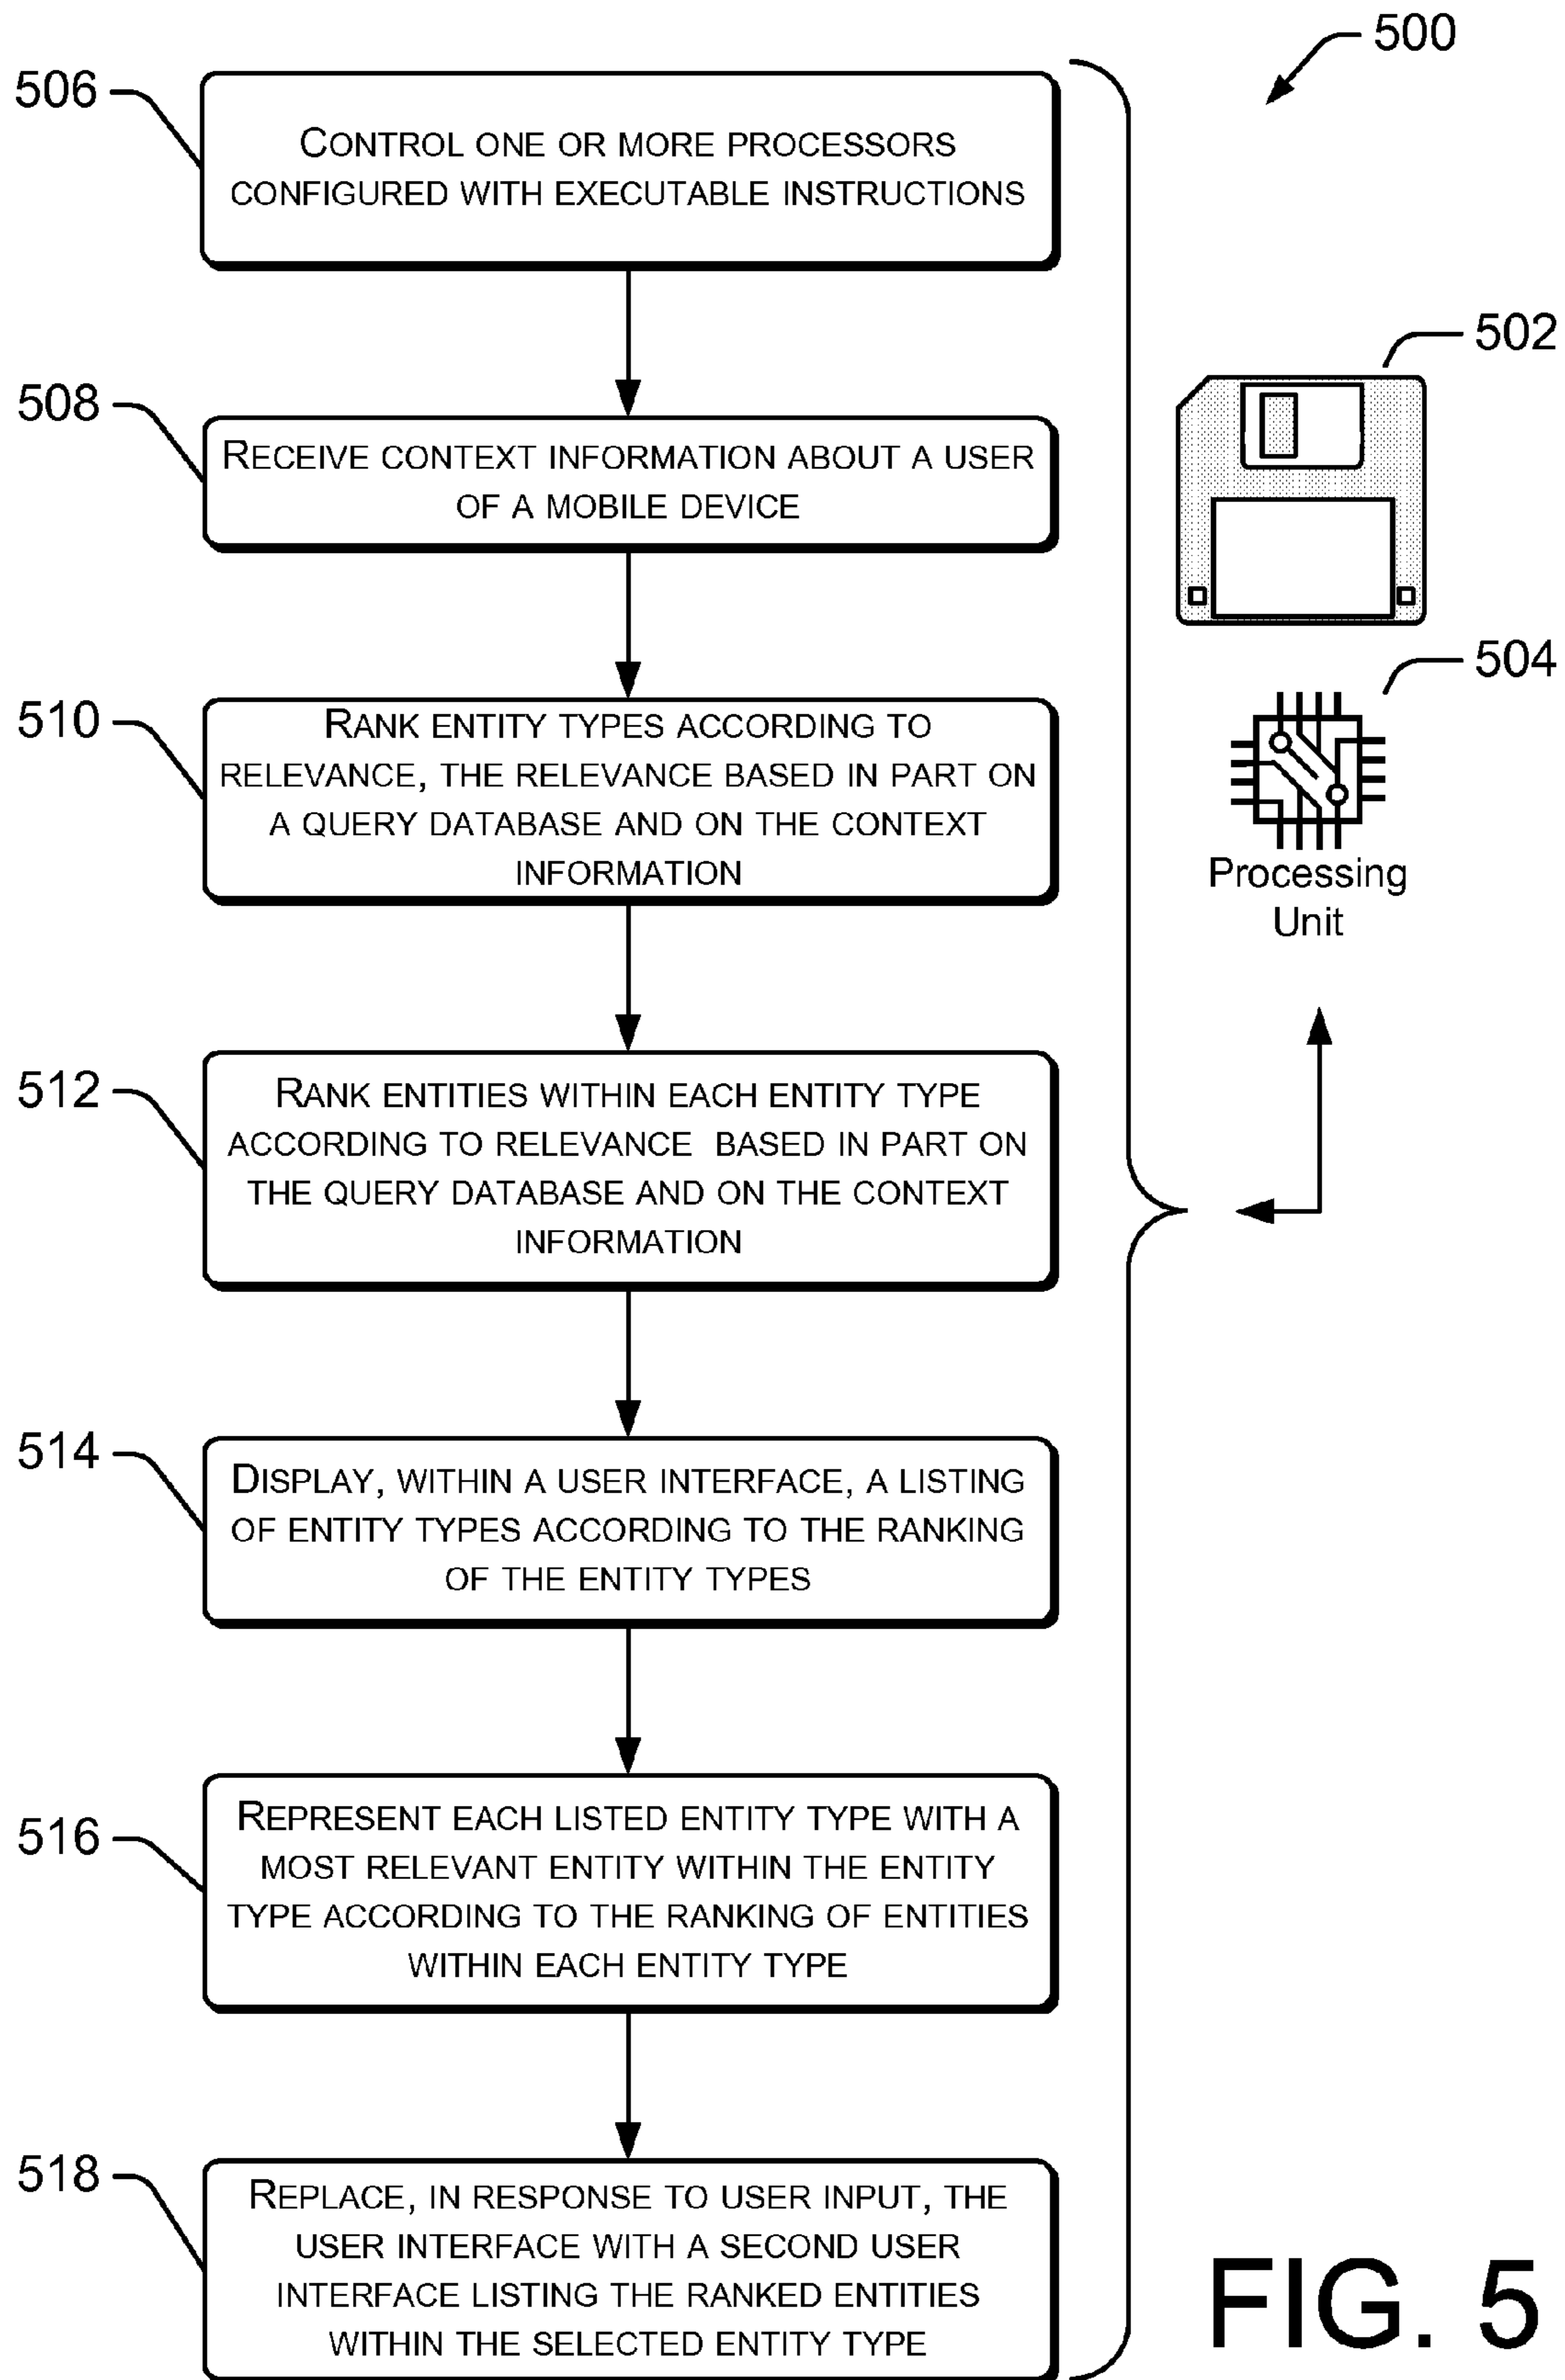 500
506
CONTROL ONE OR MORE PROCESSORS
CONFIGURED WITH EXECUTABLE INSTRUCTIONS
502
508
RECEIVE CONTEXT INFORMATION ABOUT A USER
OF A MOBILE DEVICE
504
Processing
Unit
510
RANK ENTITY TYPES ACCORDING TO
RELEVANCE, THE RELEVANCE BASED IN PART ON
A QUERY DATABASE AND ON THE CONTEXT
INFORMATION
512
RANK ENTITIES WITHIN EACH ENTITY TYPE
ACCORDING TO RELEVANCE BASED IN PART ON
THE QUERY DATABASE AND ON THE CONTEXT
INFORMATION
514
DISPLAY, WITHIN A USER INTERFACE, A LISTING
OF ENTITY TYPES ACCORDING TO THE RANKING
OF THE ENTITY TYPES
516
REPRESENT EACH LISTED ENTITY TYPE WITH A
MOST RELEVANT ENTITY WITHIN THE ENTITY
TYPE ACCORDING TO THE RANKING OF ENTITIES
WITHIN EACH ENTITY TYPE
518
REPLACE, IN RESPONSE TO USER INPUT, THE
USER INTERFACE WITH A SECOND USER
INTERFACE LISTING THE RANKED ENTITIES
WITHIN THE SELECTED ENTITY TYPE
FIG. 5